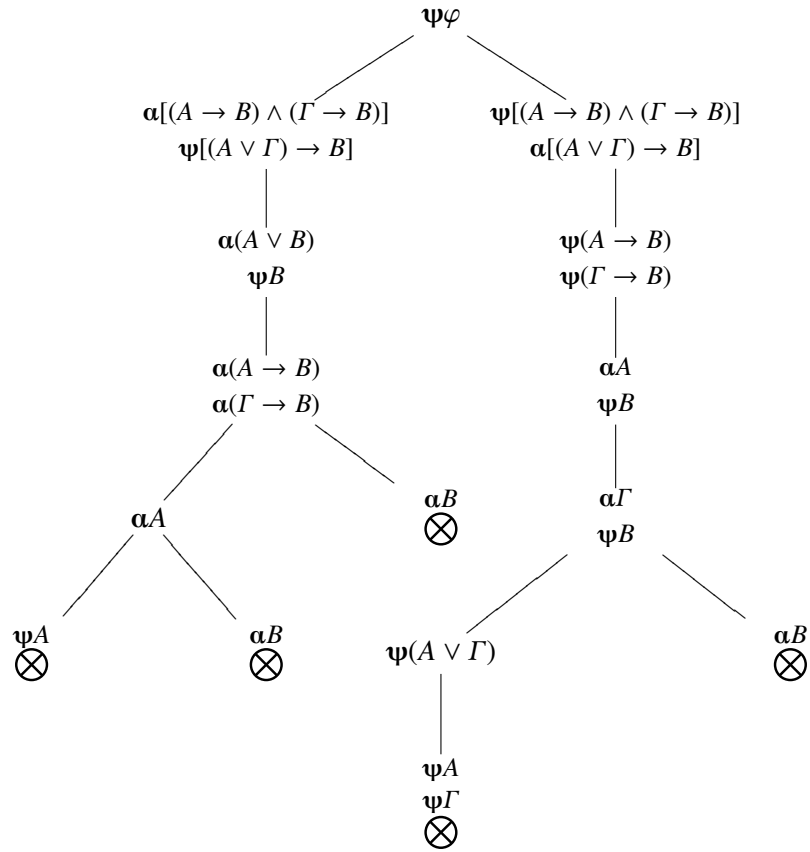 ψφ
α[(A → B) ∧ (Γ → B)]
ψ[(A ∨ Γ) → B]
ψ[(A → B) ∧ (Γ → B)]
α[(A ∨ Γ) → B]
α(A ∨ B)
ψB
ψ(A → B)
ψ(Γ → B)
α(A → B)
α(Γ → B)
αA
ψB
αA
αB
αΓ
ψB
ψA
αB
ψ(A ∨ Γ)
αB
ψA
ψΓ